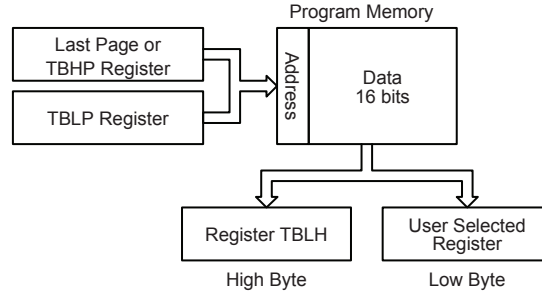 Program Memory
Last Page or
TBHP Register
TBLP Register
Address
Data
16 bits
Register TBLH
User Selected
Register
High Byte
Low Byte